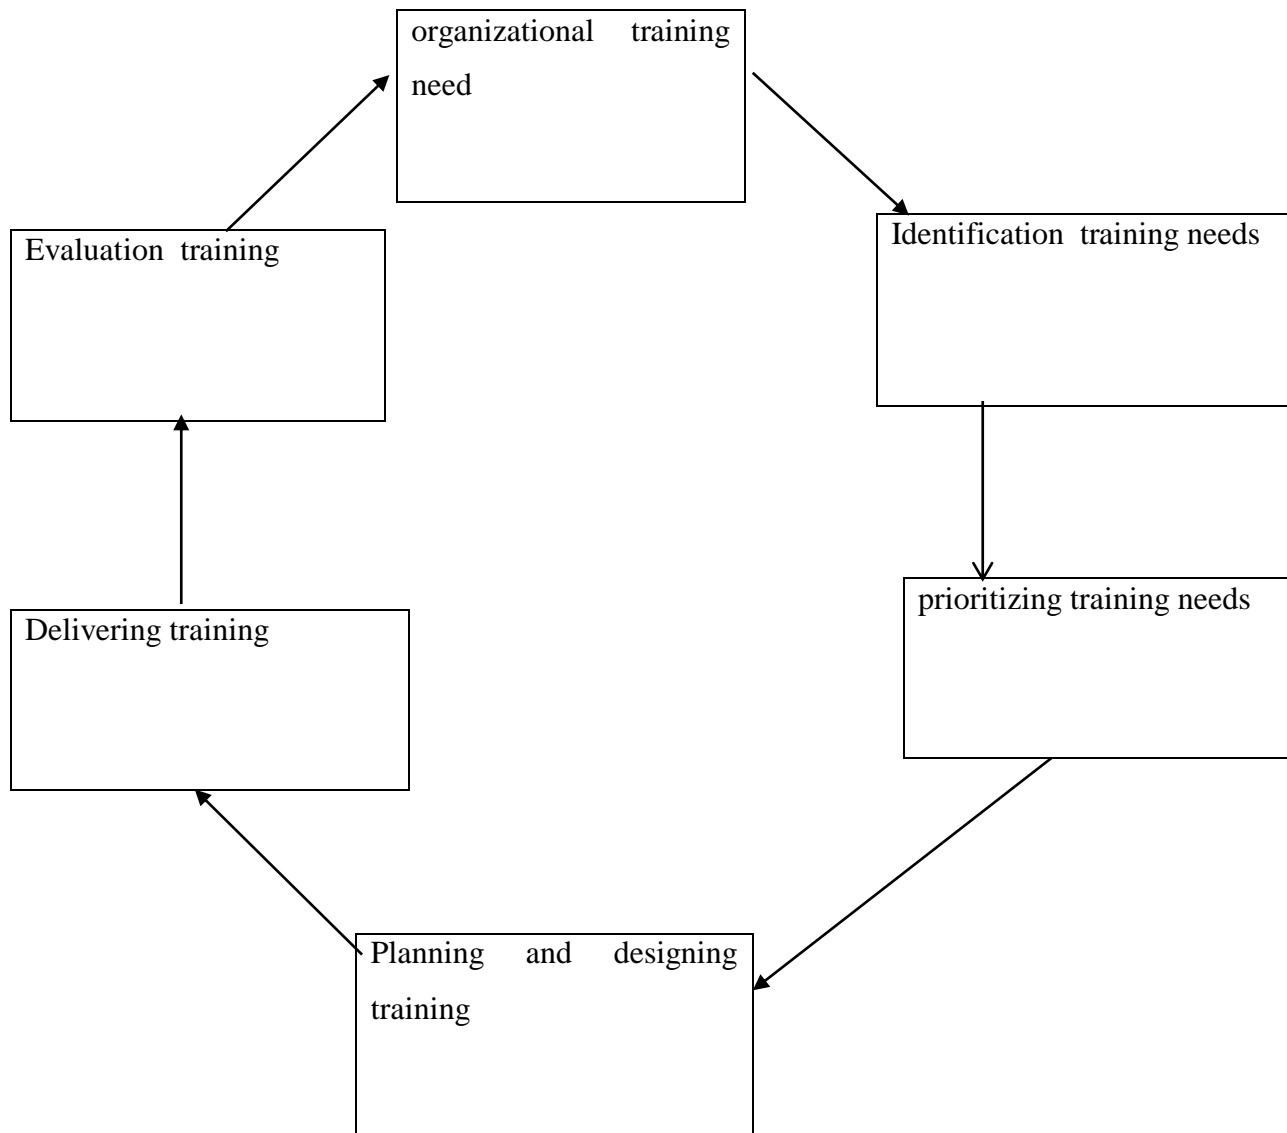 organizational training
need
Identification training needs
prioritizing training needs
Planning and designing
training
Delivering training
Evaluation training